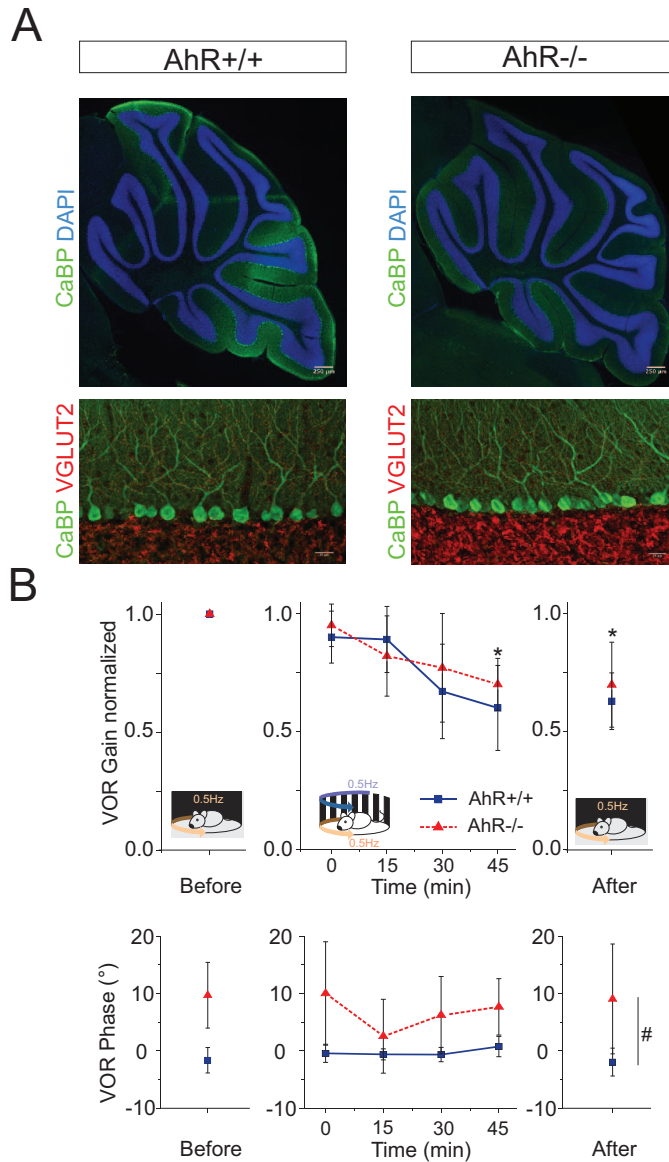 A
AhR+/+ AhR-/-
CaBP DAPI
250 µm
CaBP DAPI
250 µm
CaBP VGLUT2
CaBP VGLUT2
B
VOR Gain normalized
1.0 1.0 1.0
* *
0.5 0.5 0.5
0.5Hz 0.5Hz 0.5Hz
AhR+/+
AhR-/-
0.5Hz
0.0 0.0 0.0
0 15 30 45
Before Time (min) After
VOR Phase (°)
20 20 20
10 10 10
#
0 0 0
-10 -10 -10
0 15 30 45
Before Time (min) After